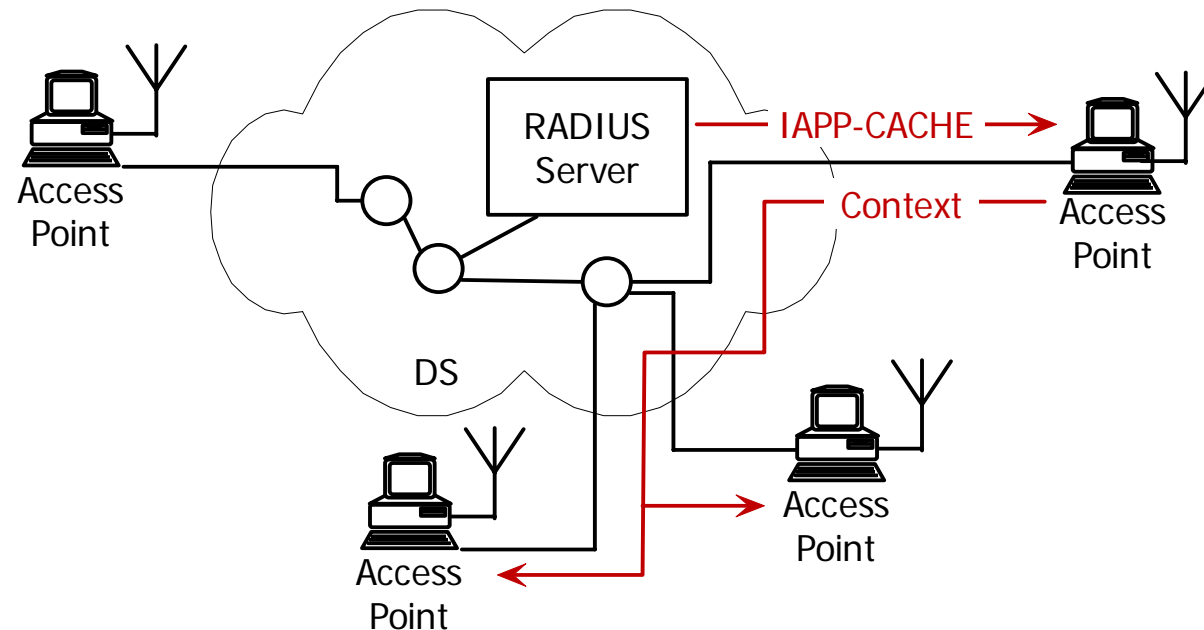 RADIUS
Server
IAPP-CACHE
Access
Point
Context
Access
Point
DS
Access
Point
Access
Point